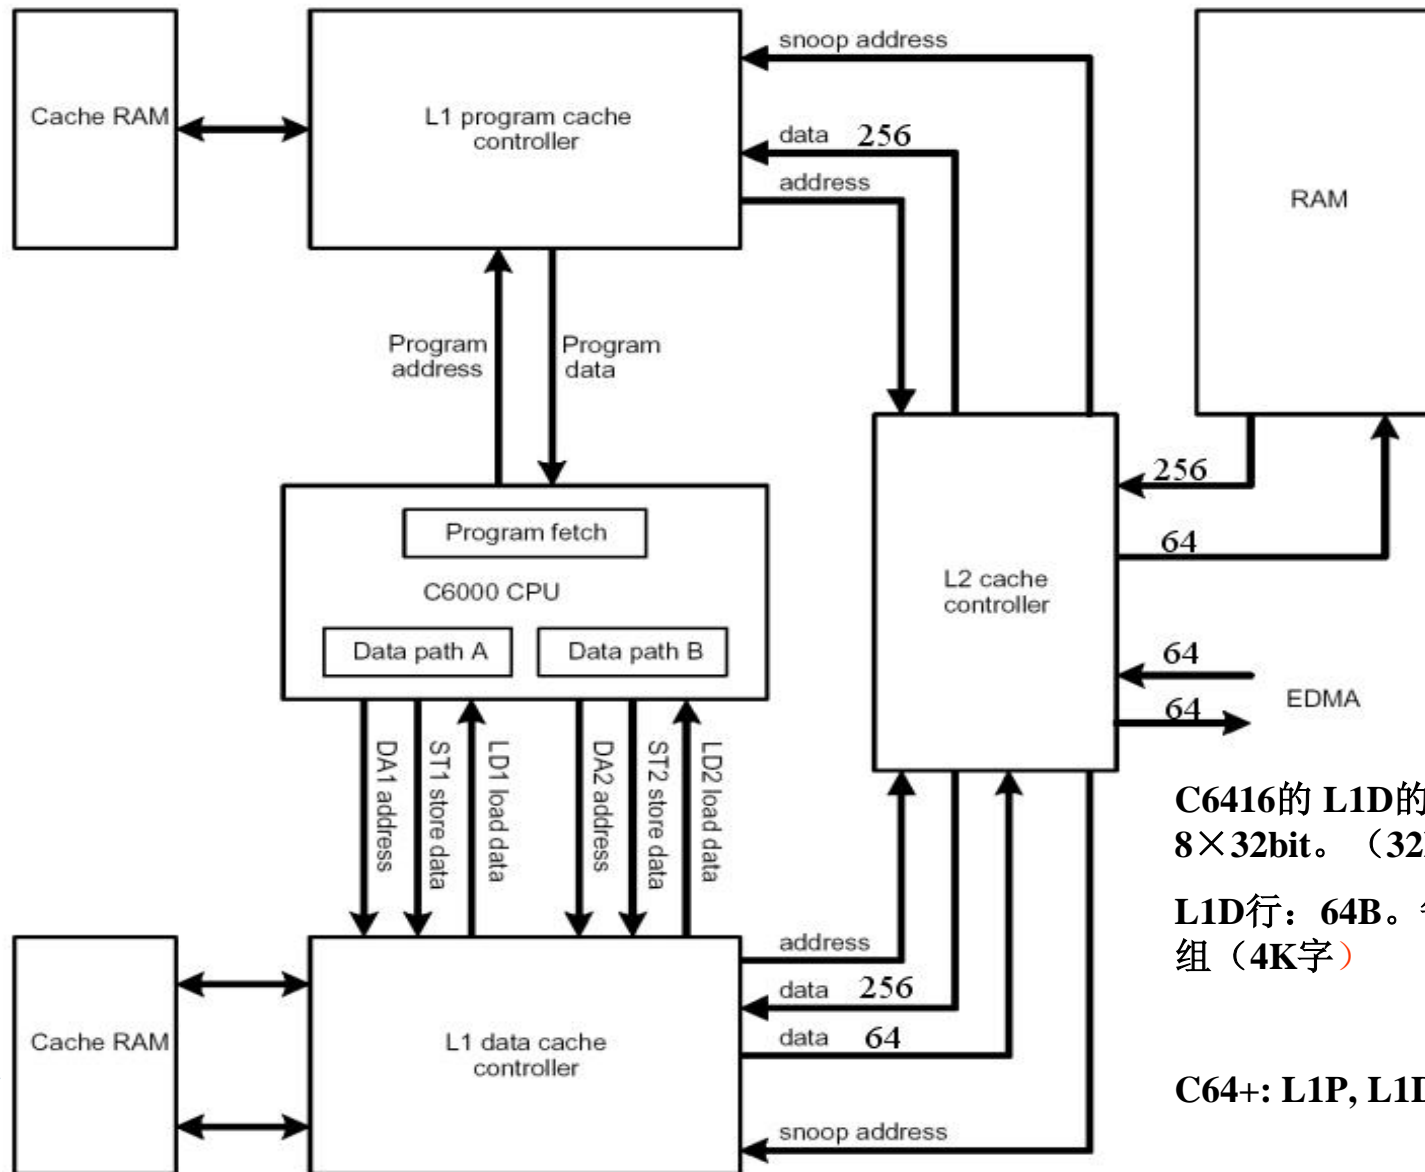 snoop address
Cache RAM
L1 program cache
controller
data 256
address
RAM
Program
address
Program
data
256
Program fetch
64
C6000 CPU
L2 cache
controller
Data path A
Data path B
64
EDMA
64
DA1 address
ST1 store data
LD1 load data
DA2 address
ST2 store data
LD2 load data
C6416的 L1D的
8×32bit。（32
L1D行：64B。
组（4K字）
address
data 256
Cache RAM
L1 data cache
controller
data 64
C64+: L1P, L1D
snoop address